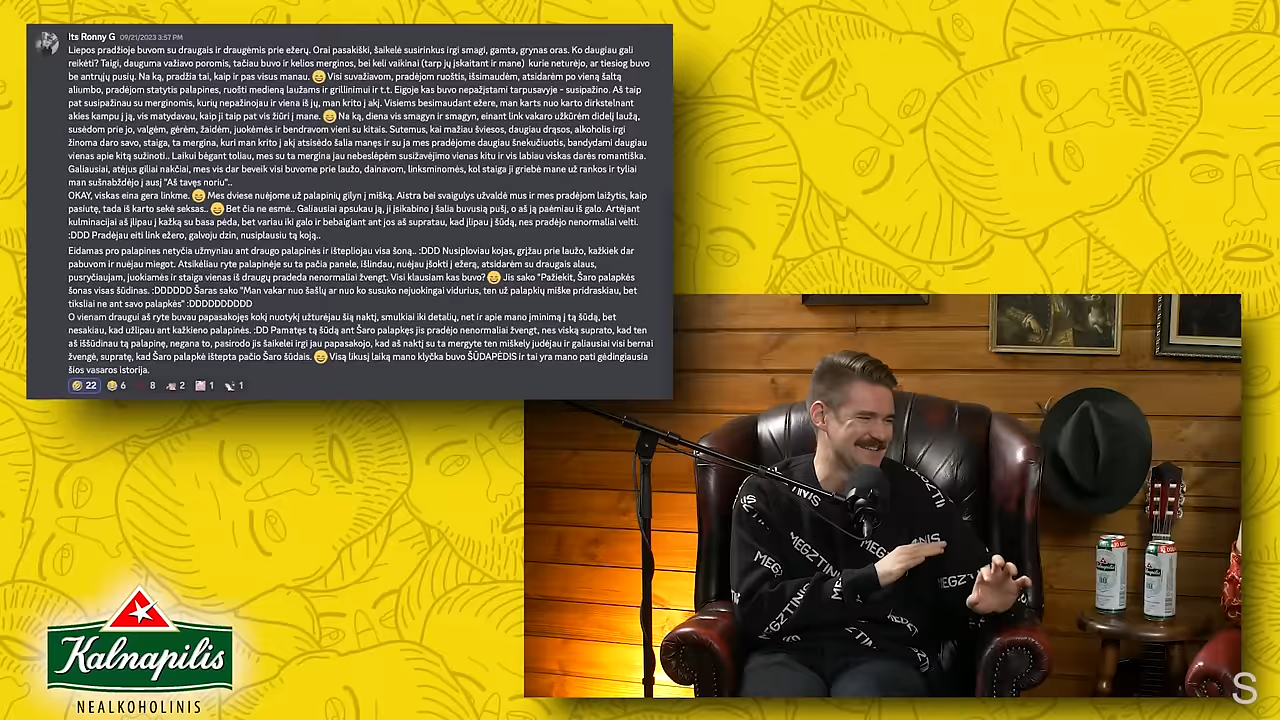 Its Ronny G 09/21/2023 3:57 PM
Liepos pradžioje buvom su draugais ir draugėmis prie ežerų. Orai pasakiški, šaikelė susirinkus irgi smagi, gamta, grynas oras. Ko daugiau gali
reikėti? Taigi, dauguma važiavo poromis, tačiau buvo ir kelios merginos, bei keli vaikinai (tarp jų įskaitant ir mane) kurie neturėjo, ar tiesiog buvo
be antrųjų pusių. Na ką, pradžia tai, kaip ir pas visus manau. 😄 Visi suvažiavom, pradėjom ruoštis, išsimaudėm, atsidarėm po vieną šaltą
aliumbo, pradėjom statytis palapines, ruošti medieną laužams ir grillinimui ir t.t. Eigoje kas buvo nepažįstami tarpusavyje - susipažino. Aš taip
pat susipažinau su merginomis, kurių nepažinojau ir viena iš jų, man krito į akį. Visiems besimaudant ežere, man karts nuo karto dirkstelnant
akies kampu į ją, vis matydavau, kaip ji taip pat vis žiūri į mane. 😄 Na ką, diena vis smagyn ir smagyn, einant link vakaro užkūrėm didelį laužą,
susėdom prie jo, valgėm, gėrėm, žaidėm, juokėmės ir bendravom vieni su kitais. Sutemus, kai mažiau šviesos, daugiau drąsos, alkoholis irgi
žinoma daro savo, staiga, ta mergina, kuri man krito į akį atsisėdo šalia manęs ir su ja mes pradėjome daugiau šnekučiuotis, bandydami daugiau
vienas apie kitą sužinoti.. Laikui bėgant toliau, mes su ta mergina jau nebeslėpėm susižavėjimo vienas kitu ir vis labiau viskas darės romantiška.
Galiausiai, atėjus giliai nakčiai, mes vis dar beveik visi buvome prie laužo, dainavom, linksminomės, kol staiga ji griebė mane už rankos ir tyliai
man sušnabždėjo į ausį "Aš tavęs noriu"..
OKAY, viskas eina gera linkme. 😄 Mes dviese nuėjome už palapinių gilyn į mišką. Aistra bei svaigulys užvaldė mus ir mes pradėjom laižytis, kaip
pasiutę, tada iš karto sekė seksas.. 😄 Bet čia ne esmė.. Galiausiai apsukau ją, ji įsikabino į šalia buvusią pušį, o aš ją paėmiau iš galo. Artėjant
kulminacijai aš įlipau į kažką su basa pėda, bet variau iki galo ir bebaigiant ant jos aš supratau, kad įlipau į šūdą, nes pradėjo nenormaliai velti.
:DDD Pradėjau eiti link ežero, galvoju dzin, nusiplausiu tą koją..
Eidamas pro palapines netyčia užmyniau ant draugo palapinės ir ištepliojau visa šoną.. :DDD Nusiploviau kojas, grįžau prie laužo, kažkiek dar
pabuvom ir nuėjau miegot. Atsikėliau ryte palapinėje su ta pačia panele, išlindau, nuėjau įšokti į ežerą, atsidarėm su draugais alaus,
pusryčiaujam, juokiamės ir staiga vienas iš draugų pradeda nenormaliai žvengt. Visi klausiam kas buvo? 😄 Jis sako "Pažiekit, Šaro palapkės
šonas visas šūdinas. :DDDDDD Šaras sako "Man vakar nuo šašlų ar nuo ko susuko nejuokingai vidurius, ten už palapkių miške pridraskiau, bet
tiksliai ne ant savo palapkės" :DDDDDDDDDD
O vienam draugui aš ryte buvau papasakojęs kokį nuotykį užturėjau šią naktį, smulkiai iki detalių, net ir apie mano įminimą į tą šūdą, bet
nesakiau, kad užlipau ant kažkieno palapinės. :DD Pamatęs tą šūdą ant Šaro palapkęs jis pradėjo nenormaliai žvengt, nes viską suprato, kad ten
aš iššūdinau tą palapinę, negana to, pasirodo jis šaikelei irgi jau papasakojo, kad aš naktį su ta mergyte ten miškely judėjau ir galiausiai visi bernai
žvengė, supratę, kad Šaro palapkė ištepta pačio Šaro šūdais. 😄 Visą likusį laiką mano klyčka buvo ŠŪDAPĖDIS ir tai yra mano pati gėdingiausia
šios vasaros istorija.
22 6 8 2 1 1
MEGZTINIS
Kalnapilis
NEALKOHOLINIS
S